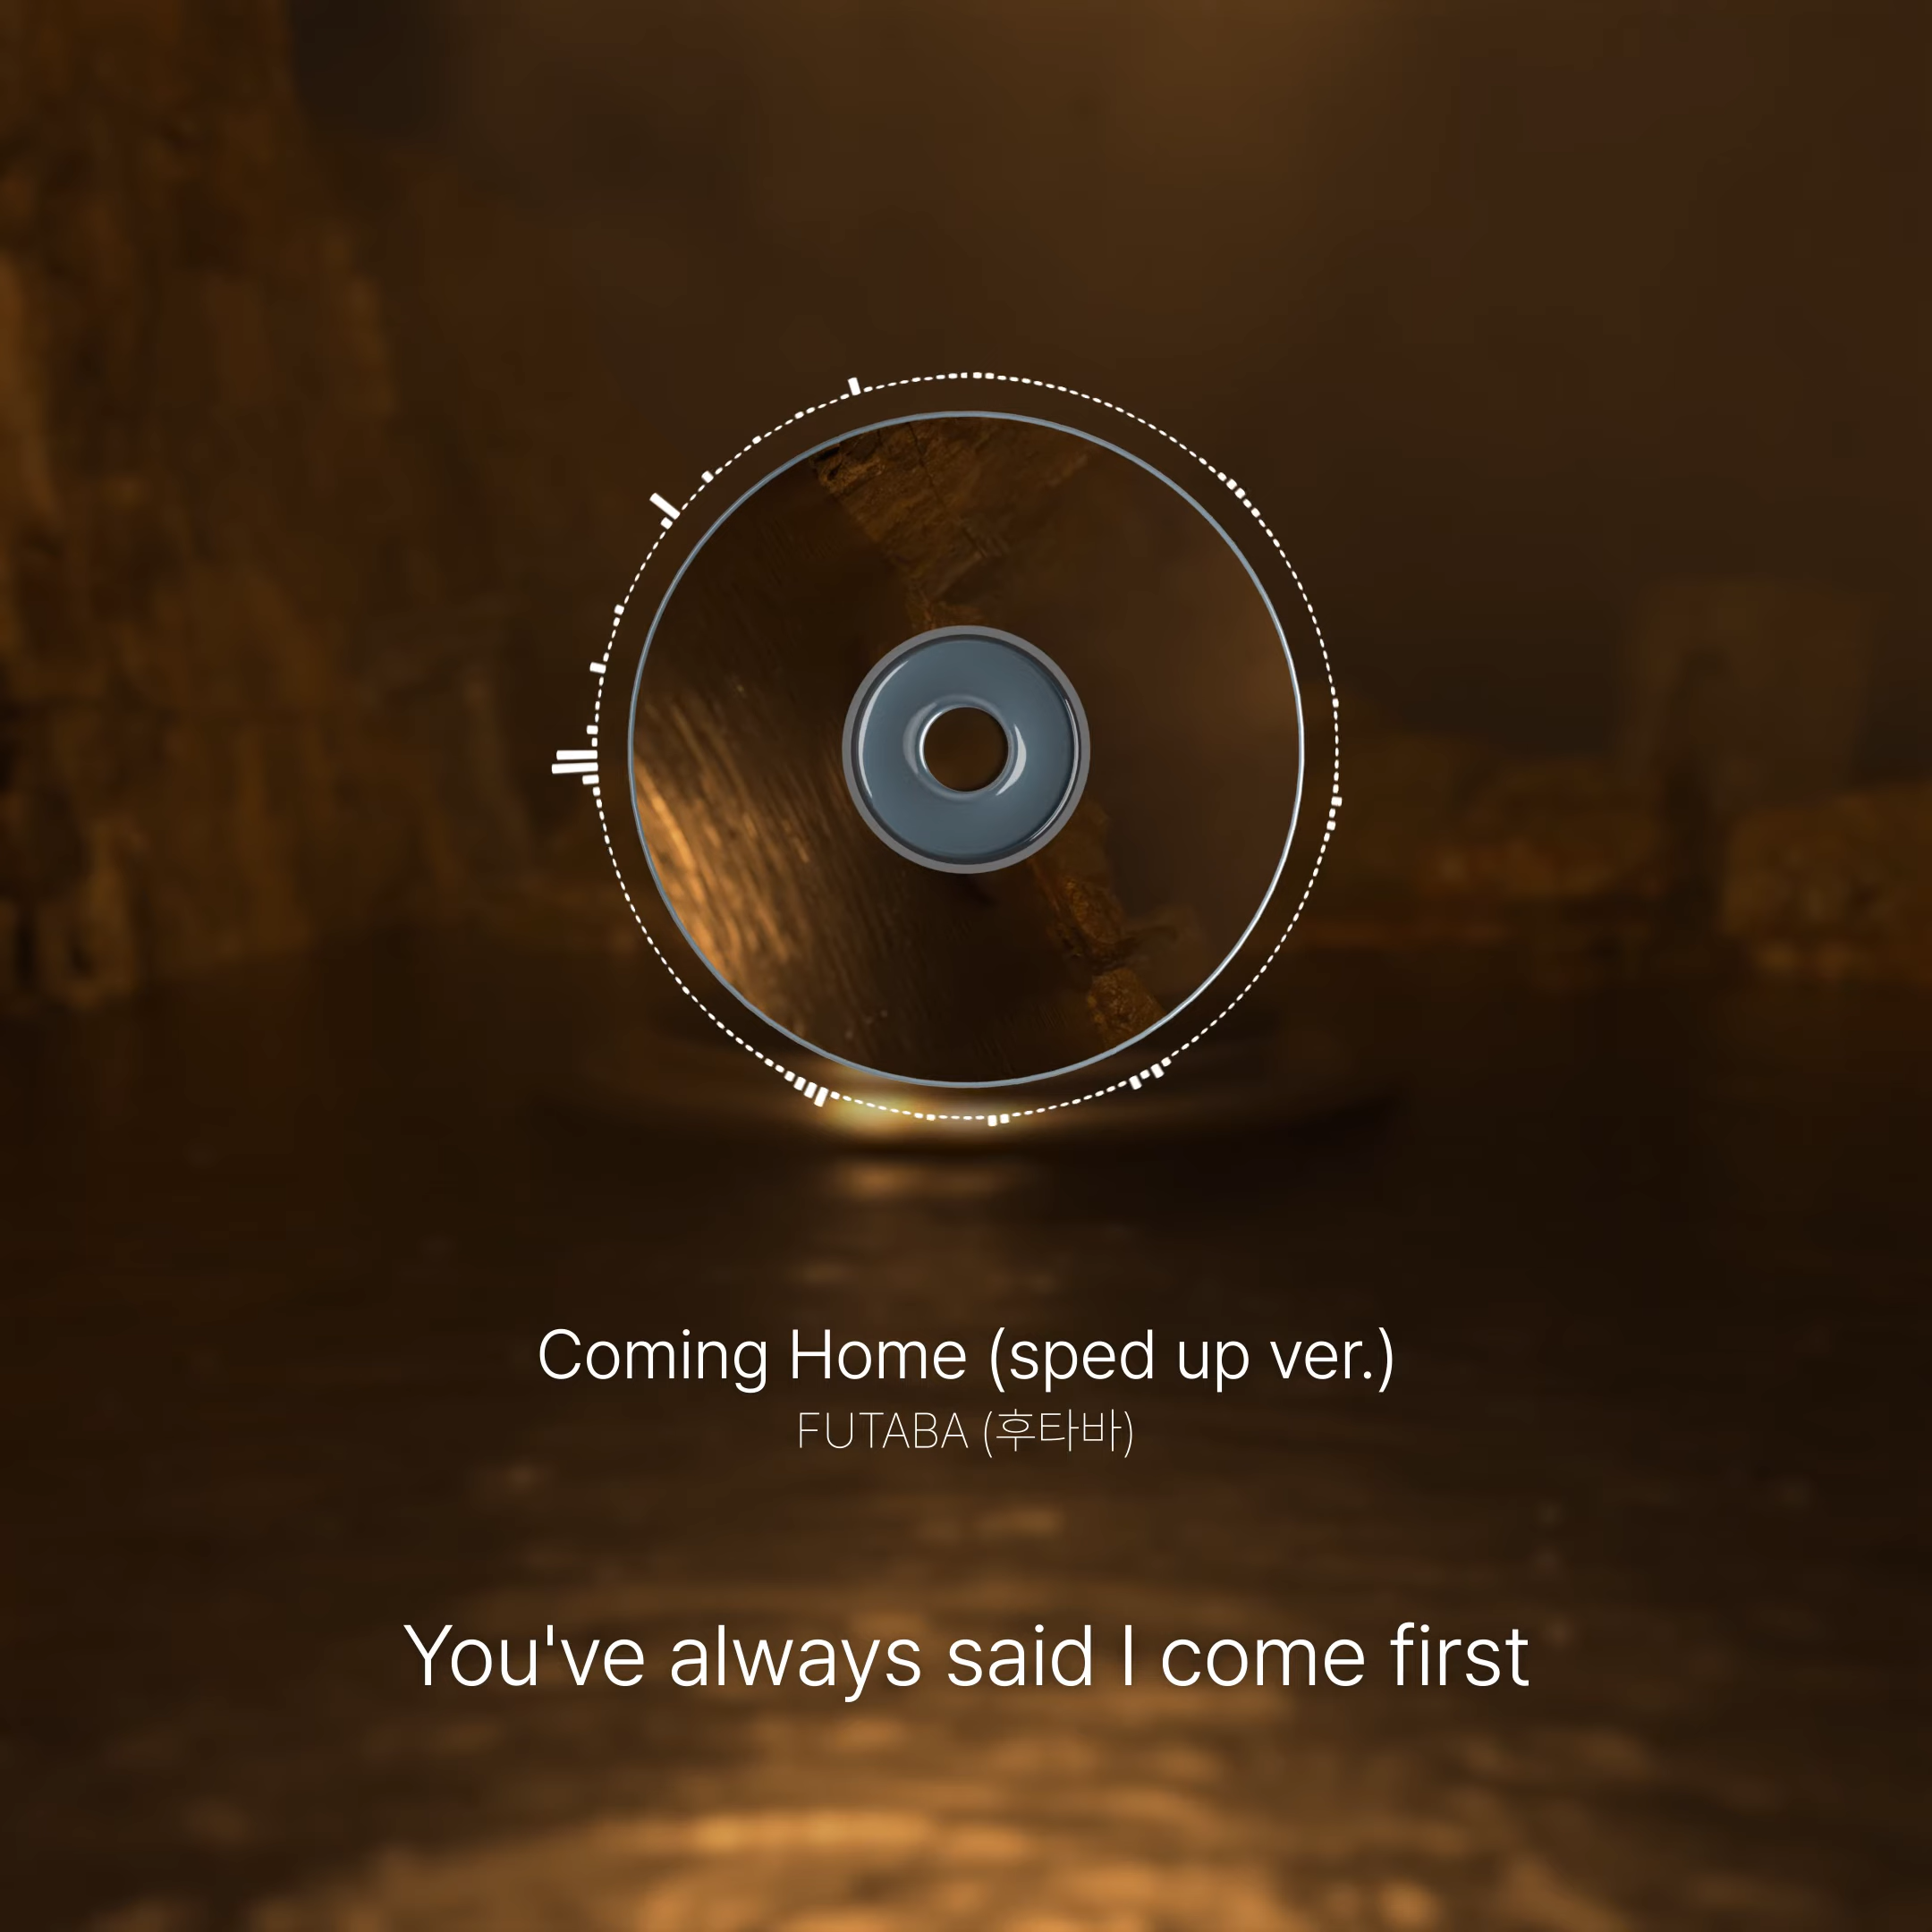 Coming Home (sped up ver.)
FUTABA (후타바)
You've always said I come first